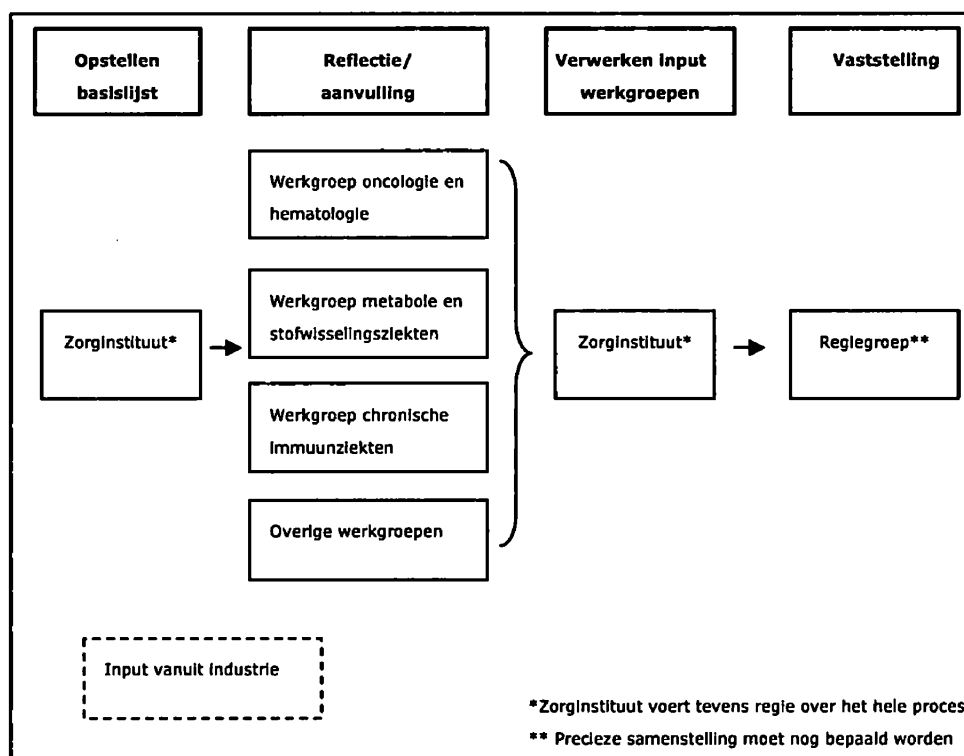 Opstellen
basislijst
Reflectie/
aanvulling
Verwerken input
werkgroepen
Vaststelling
Werkgroep oncologie en
hematologie
Werkgroep metabole en
stofwisselingsziekten
Werkgroep chronische
immuunziekten
Overige werkgroepen
Zorginstituut*
Zorginstituut*
Regiegroep**
Input vanuit industrie
*Zorginstituut voert tevens regie over het hele proces
** Precieze samenstelling moet nog bepaald worden